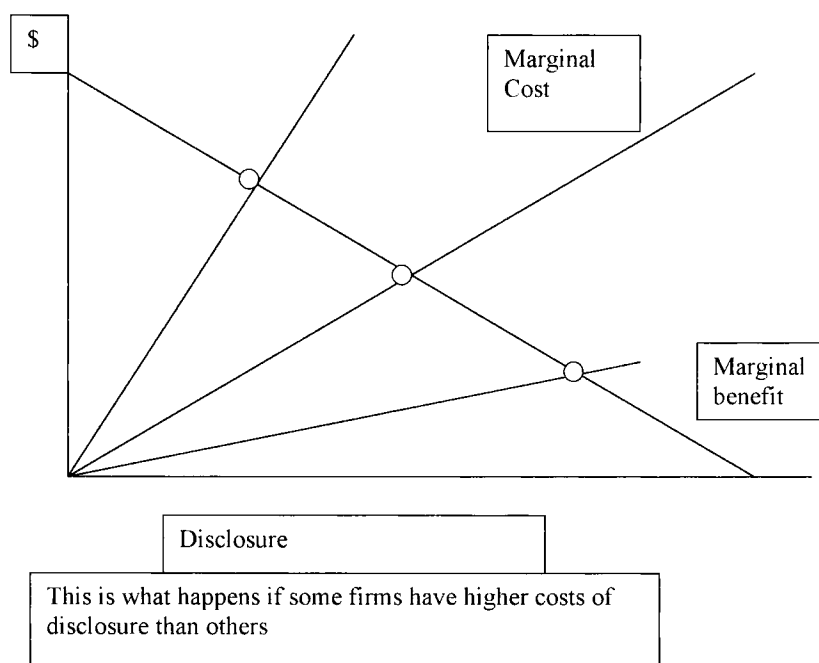 $
Marginal
Cost
Marginal
benefit
Disclosure
This is what happens if some firms have higher costs of
disclosure than others